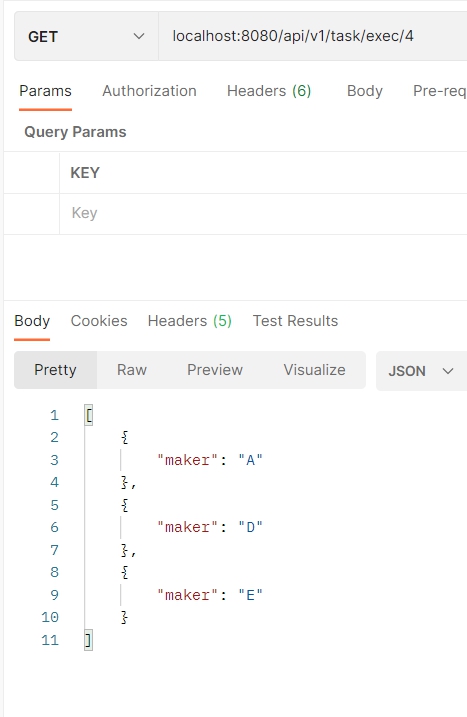 GET localhost:8080/api/v1/task/exec/4
Params Authorization Headers (6) Body Pre-req
Query Params
KEY
Key
Body Cookies Headers (5) Test Results
Pretty Raw Preview Visualize JSON
1 [
2 {
3 "maker": "A"
4 },
5 {
6 "maker": "D"
7 },
8 {
9 "maker": "E"
10 }
11 ]